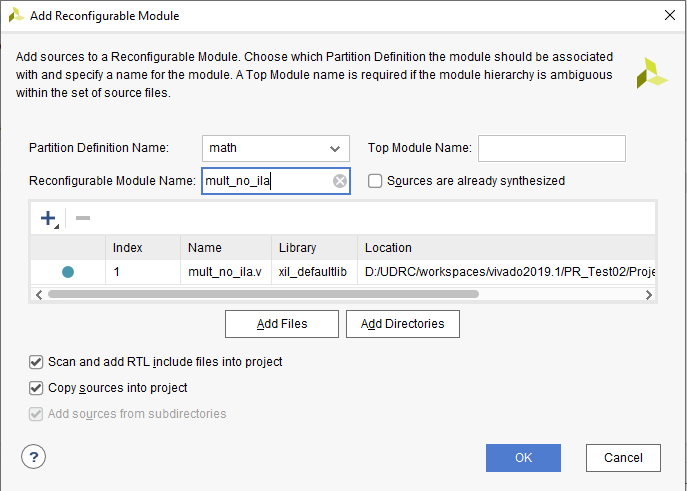 Add Reconfigurable Module
Add sources to a Reconfigurable Module. Choose which Partition Definition the module should be associated
with and specify a name for the module. A Top Module name is required if the module hierarchy is ambiguous
within the set of source files.
Partition Definition Name: math Top Module Name:
Reconfigurable Module Name: mult_no_ila Sources are already synthesized
Index Name Library Location
1 mult_no_ila.v xil_defaultlib D:/UDRC/workspaces/vivado2019.1/PR_Test02/Proje
Add Files Add Directories
Scan and add RTL include files into project
Copy sources into project
Add sources from subdirectories
? OK Cancel